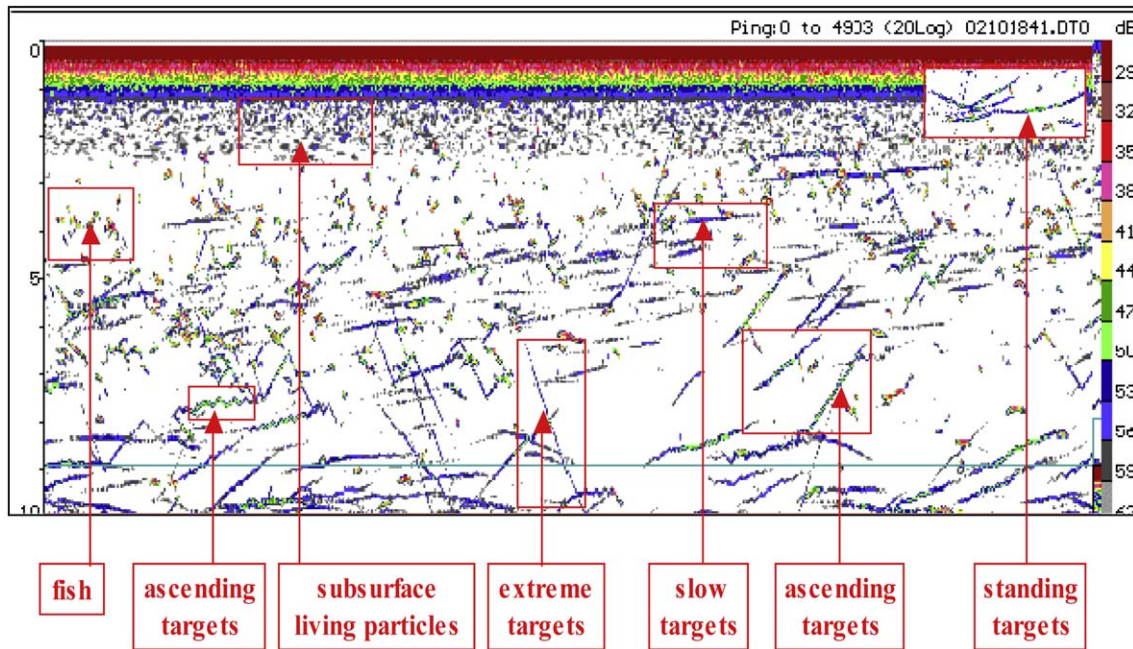 Ping:0 to 4903 (20Log) 02101841.DTO dB
0
5
10
29
32
35
38
41
44
47
50
53
56
59
fish
ascending
targets
subsurface
living particles
extreme
targets
slow
targets
ascending
targets
standing
targets